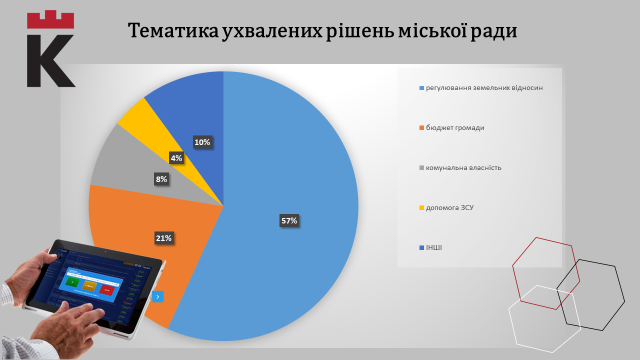 Тематика ухвалених рішень міської ради
10%
4%
8%
21%
57%
регулювання земельних відносин
бюджет громади
комунальна власність
допомога ЗСУ
ІНШІ